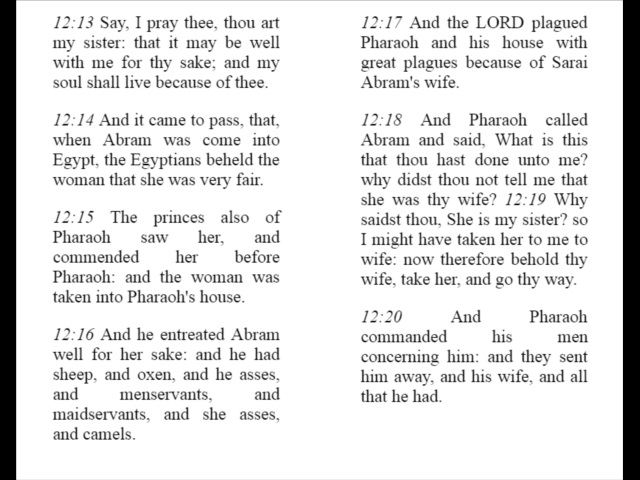 12:13 Say, I pray thee, thou art
my sister: that it may be well
with me for thy sake; and my
soul shall live because of thee.
12:14 And it came to pass, that,
when Abram was come into
Egypt, the Egyptians beheld the
woman that she was very fair.
12:15 The princes also of
Pharaoh saw her, and
commended her before
Pharaoh: and the woman was
taken into Pharaoh's house.
12:16 And he entreated Abram
well for her sake: and he had
sheep, and oxen, and he asses,
and menservants, and
maidservants, and she asses,
and camels.
12:17 And the LORD plagued
Pharaoh and his house with
great plagues because of Sarai
Abram's wife.
12:18 And Pharaoh called
Abram and said, What is this
that thou hast done unto me?
why didst thou not tell me that
she was thy wife? 12:19 Why
saidst thou, She is my sister? so
I might have taken her to me to
wife: now therefore behold thy
wife, take her, and go thy way.
12:20 And Pharaoh
commanded his men
concerning him: and they sent
him away, and his wife, and all
that he had.